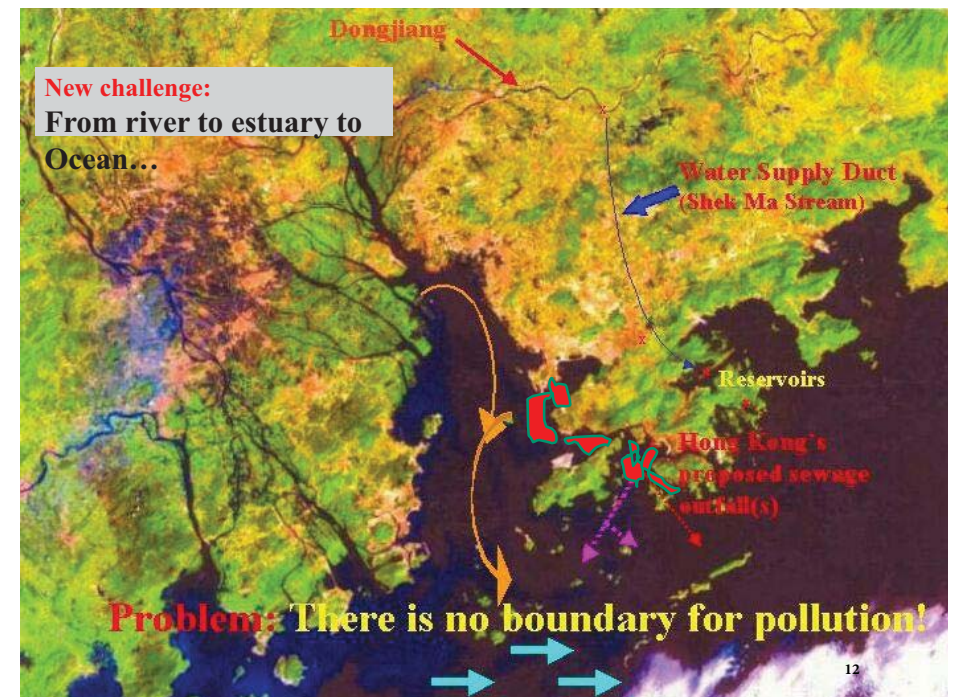 Dongjiang
New challenge:
From river to estuary to
Ocean…
Water Supply Duct
(Shek Ma Stream)
x
x
Reservoirs
Hong Kong's
proposed sewage
outfall(s)
Problem: There is no boundary for pollution!
12